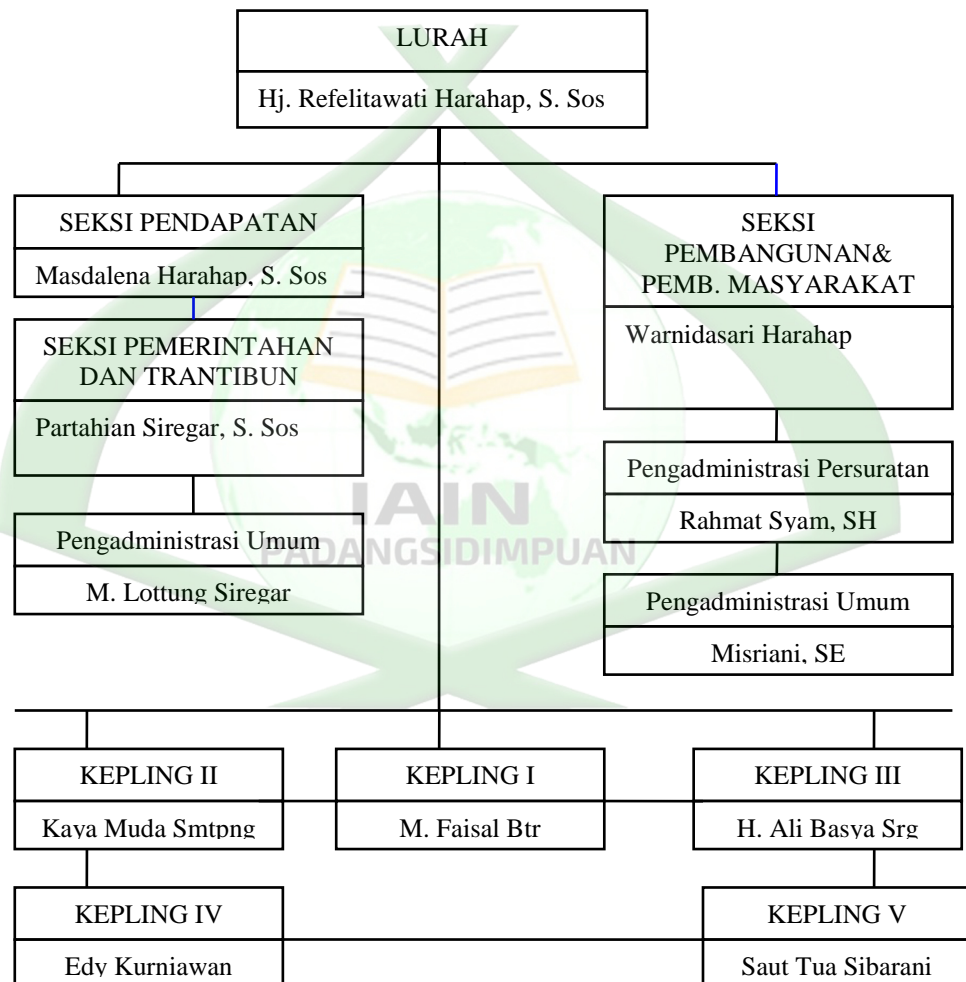 LURAH
Hj. Refelitawati Harahap, S. Sos
SEKSI PENDAPATAN
Masdalena Harahap, S. Sos
SEKSI PEMERINTAHAN
DAN TRANTIBUN
Partahian Siregar, S. Sos
Pengadministrasi Umum
M. Lottung Siregar
SEKSI
PEMBANGUNAN&
PEMB. MASYARAKAT
Warnidasari Harahap
Pengadministrasi Persuratan
Rahmat Syam, SH
Pengadministrasi Umum
Misriani, SE
IAIN
PADANGSIDIMPUAN
KEPLING II
Kaya Muda Smtpng
KEPLING I
M. Faisal Btr
KEPLING III
H. Ali Basya Srg
KEPLING IV
Edy Kurniawan
KEPLING V
Saut Tua Sibarani